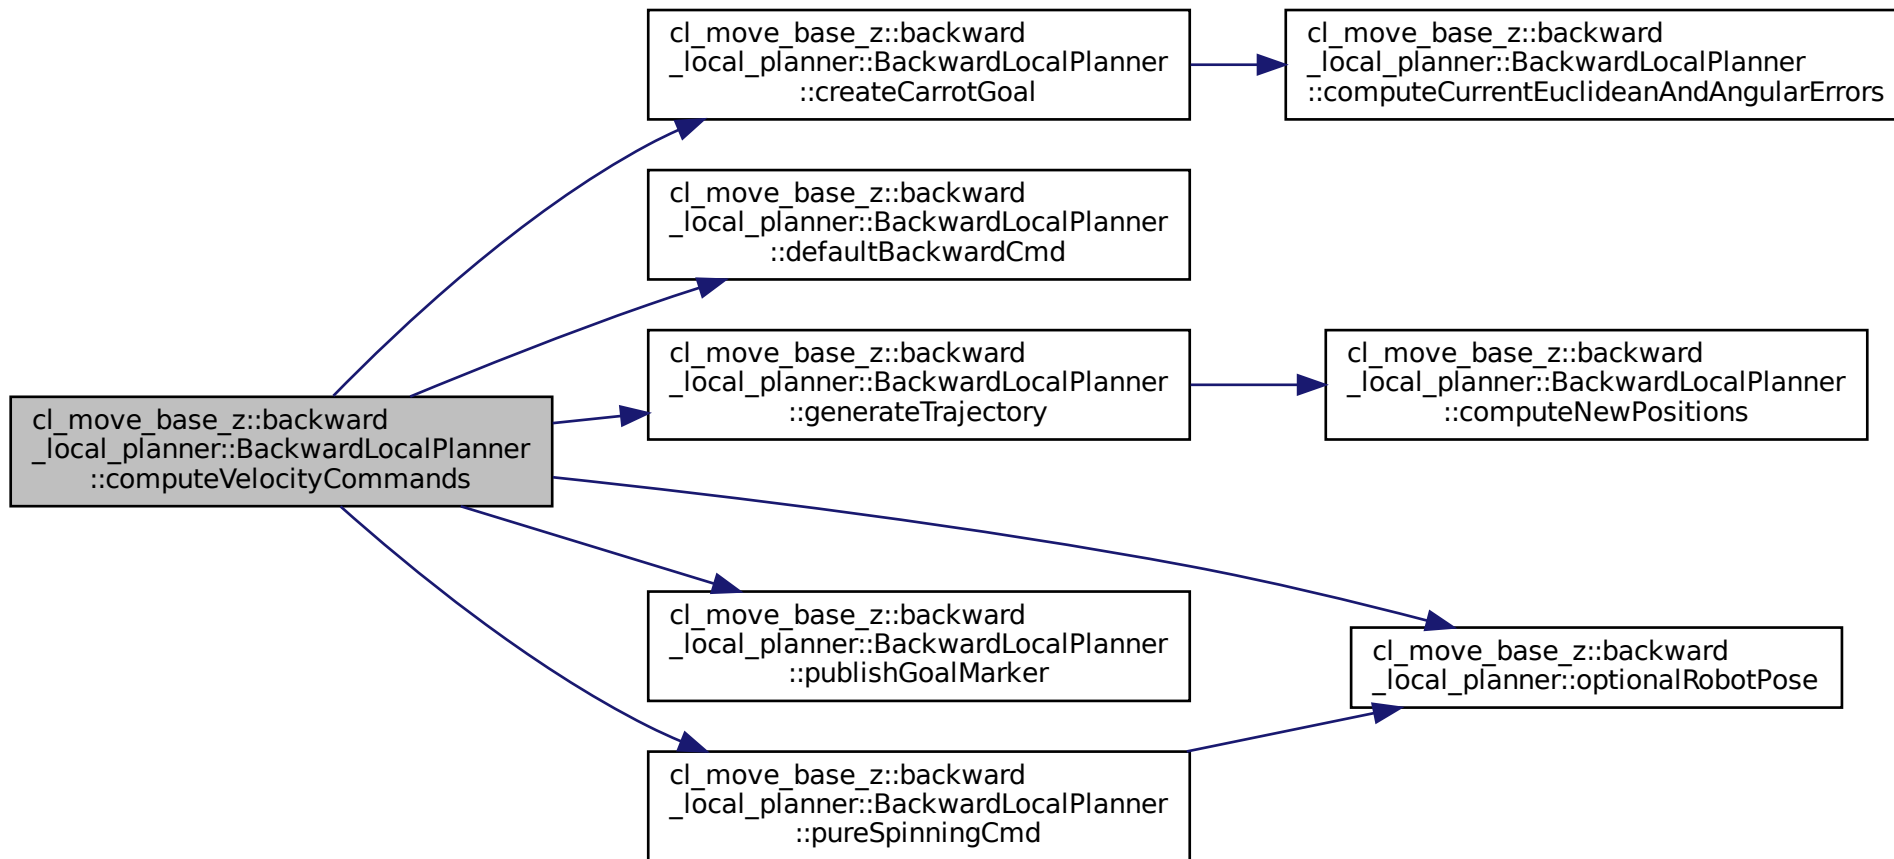 cl_move_base_z::backward
_local_planner::BackwardLocalPlanner
::createCarrotGoal
cl_move_base_z::backward
_local_planner::BackwardLocalPlanner
::computeCurrentEuclideanAndAngularErrors
cl_move_base_z::backward
_local_planner::BackwardLocalPlanner
::defaultBackwardCmd
cl_move_base_z::backward
_local_planner::BackwardLocalPlanner
::generateTrajectory
cl_move_base_z::backward
_local_planner::BackwardLocalPlanner
::computeNewPositions
cl_move_base_z::backward
_local_planner::BackwardLocalPlanner
::computeVelocityCommands
cl_move_base_z::backward
_local_planner::BackwardLocalPlanner
::publishGoalMarker
cl_move_base_z::backward
_local_planner::optionalRobotPose
cl_move_base_z::backward
_local_planner::BackwardLocalPlanner
::pureSpinningCmd